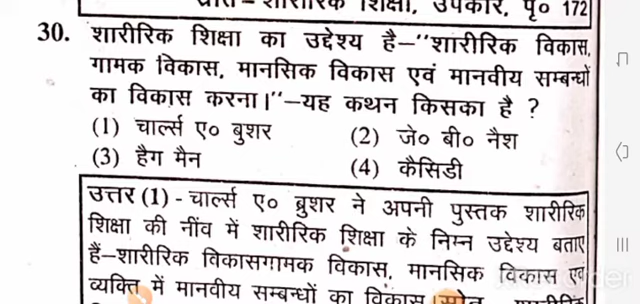 शारीरिक शिक्षा, उपकार, पृ० 172
30. शारीरिक शिक्षा का उद्देश्य है–"शारीरिक विकास,
गामक विकास, मानसिक विकास एवं मानवीय सम्बन्धों
का विकास करना।"–यह कथन किसका है ?
(1) चार्ल्स ए० बुशर (2) जे० बी० नैश
(3) हैग मैन (4) कैसिडी
उत्तर (1) - चार्ल्स ए० ब्रुशर ने अपनी पुस्तक शारीरिक
शिक्षा की नींव में शारीरिक शिक्षा के निम्न उद्देश्य बताए
हैं–शारीरिक विकासगामक विकास, मानसिक विकास एवं
व्यक्ति में मानवीय सम्बन्धों का विकास